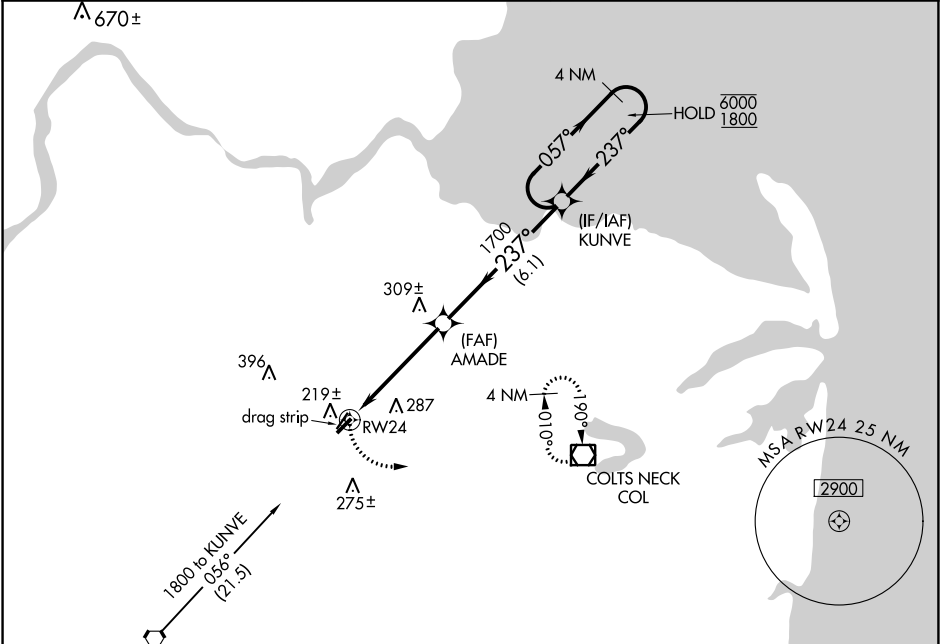 670±
4 NM
HOLD 6000
1800
057°
237°
(IF/IAF)
KUNVE
1700
237°
(6.1)
309±
(FAF)
AMADE
396
219±
287
drag strip
RW24
4 NM
190°
010°
MSA RW24 25 NM
COLTS NECK
COL
2900
275±
1800 to KUNVE
056°
(21.5)